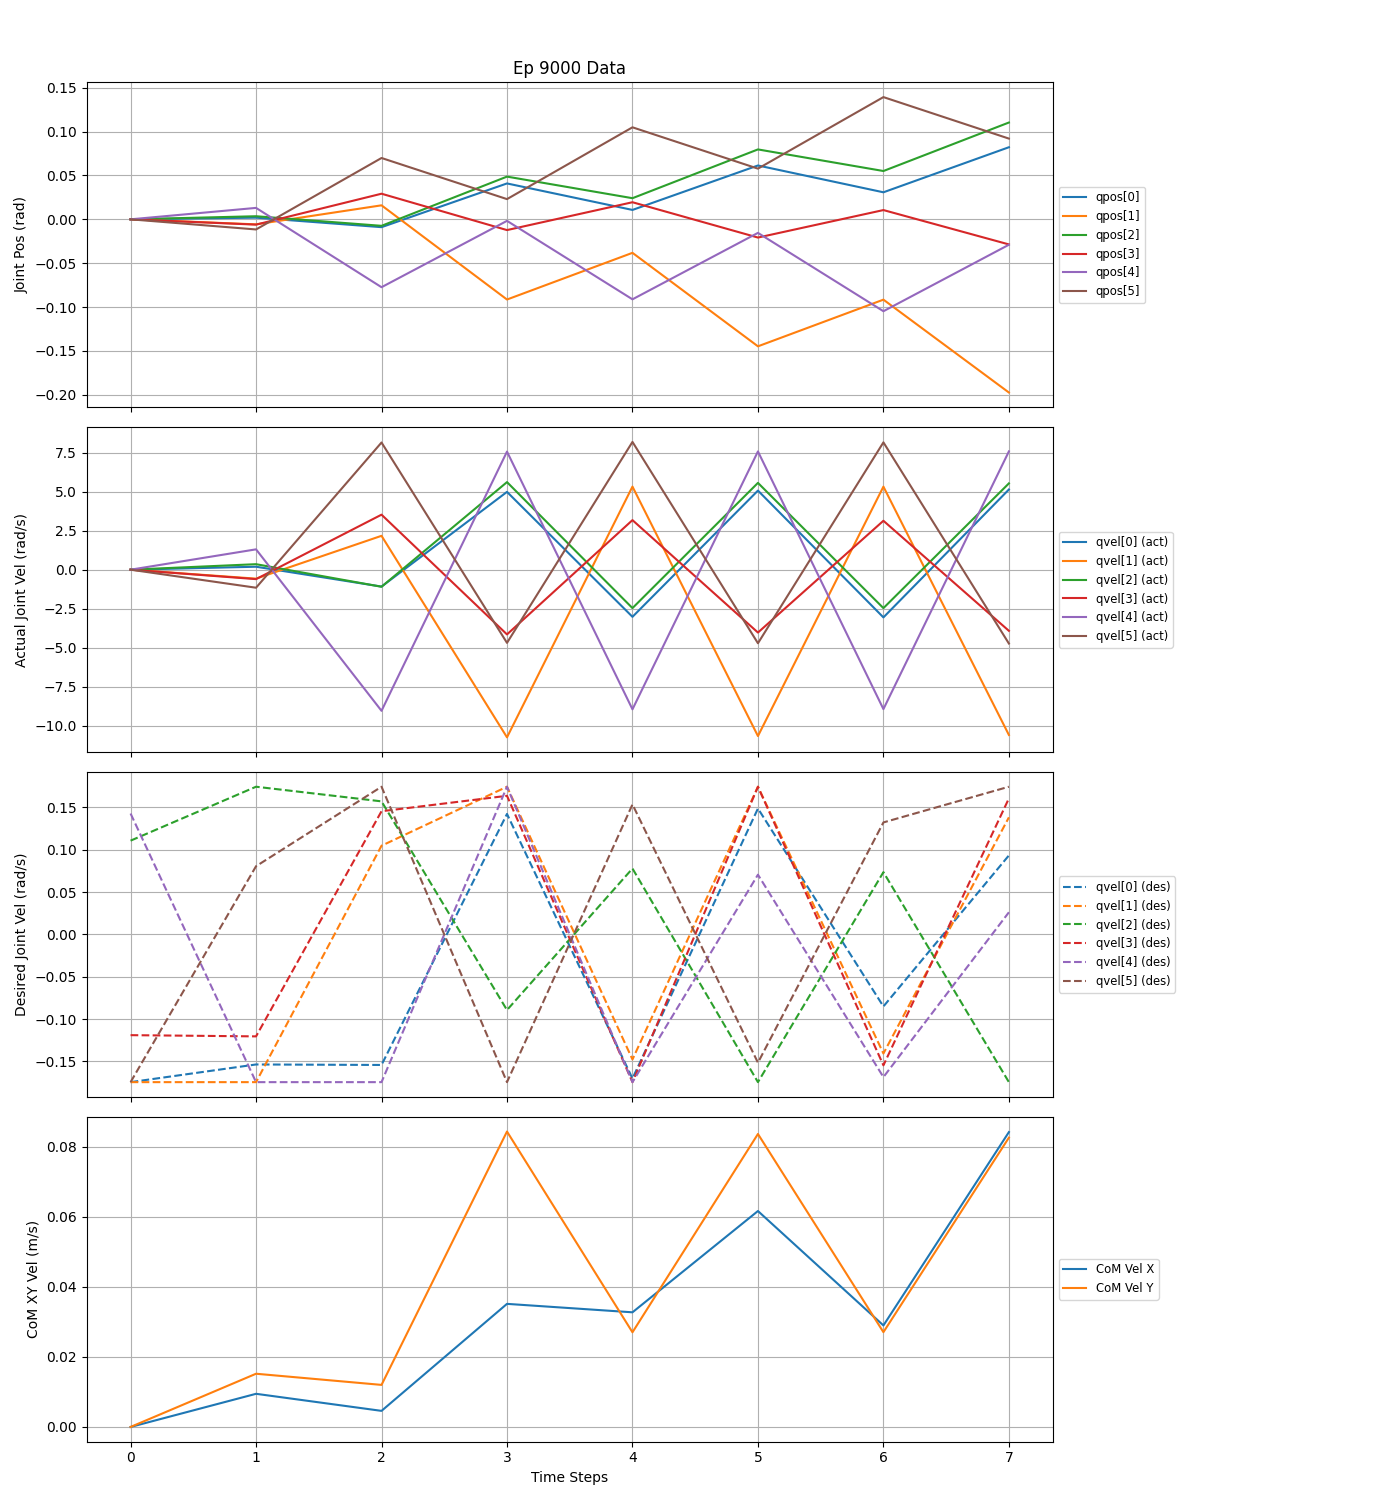 Ep 9000 Data
0.15
0.10
0.05
0.00
−0.05
−0.10
−0.15
−0.20
Joint Pos (rad)
qpos[0]
qpos[1]
qpos[2]
qpos[3]
qpos[4]
qpos[5]
7.5
5.0
2.5
0.0
−2.5
−5.0
−7.5
−10.0
Actual Joint Vel (rad/s)
qvel[0] (act)
qvel[1] (act)
qvel[2] (act)
qvel[3] (act)
qvel[4] (act)
qvel[5] (act)
0.15
0.10
0.05
0.00
−0.05
−0.10
−0.15
Desired Joint Vel (rad/s)
qvel[0] (des)
qvel[1] (des)
qvel[2] (des)
qvel[3] (des)
qvel[4] (des)
qvel[5] (des)
0.08
0.06
0.04
0.02
0.00
CoM XY Vel (m/s)
CoM Vel X
CoM Vel Y
0 1 2 3 4 5 6 7
Time Steps